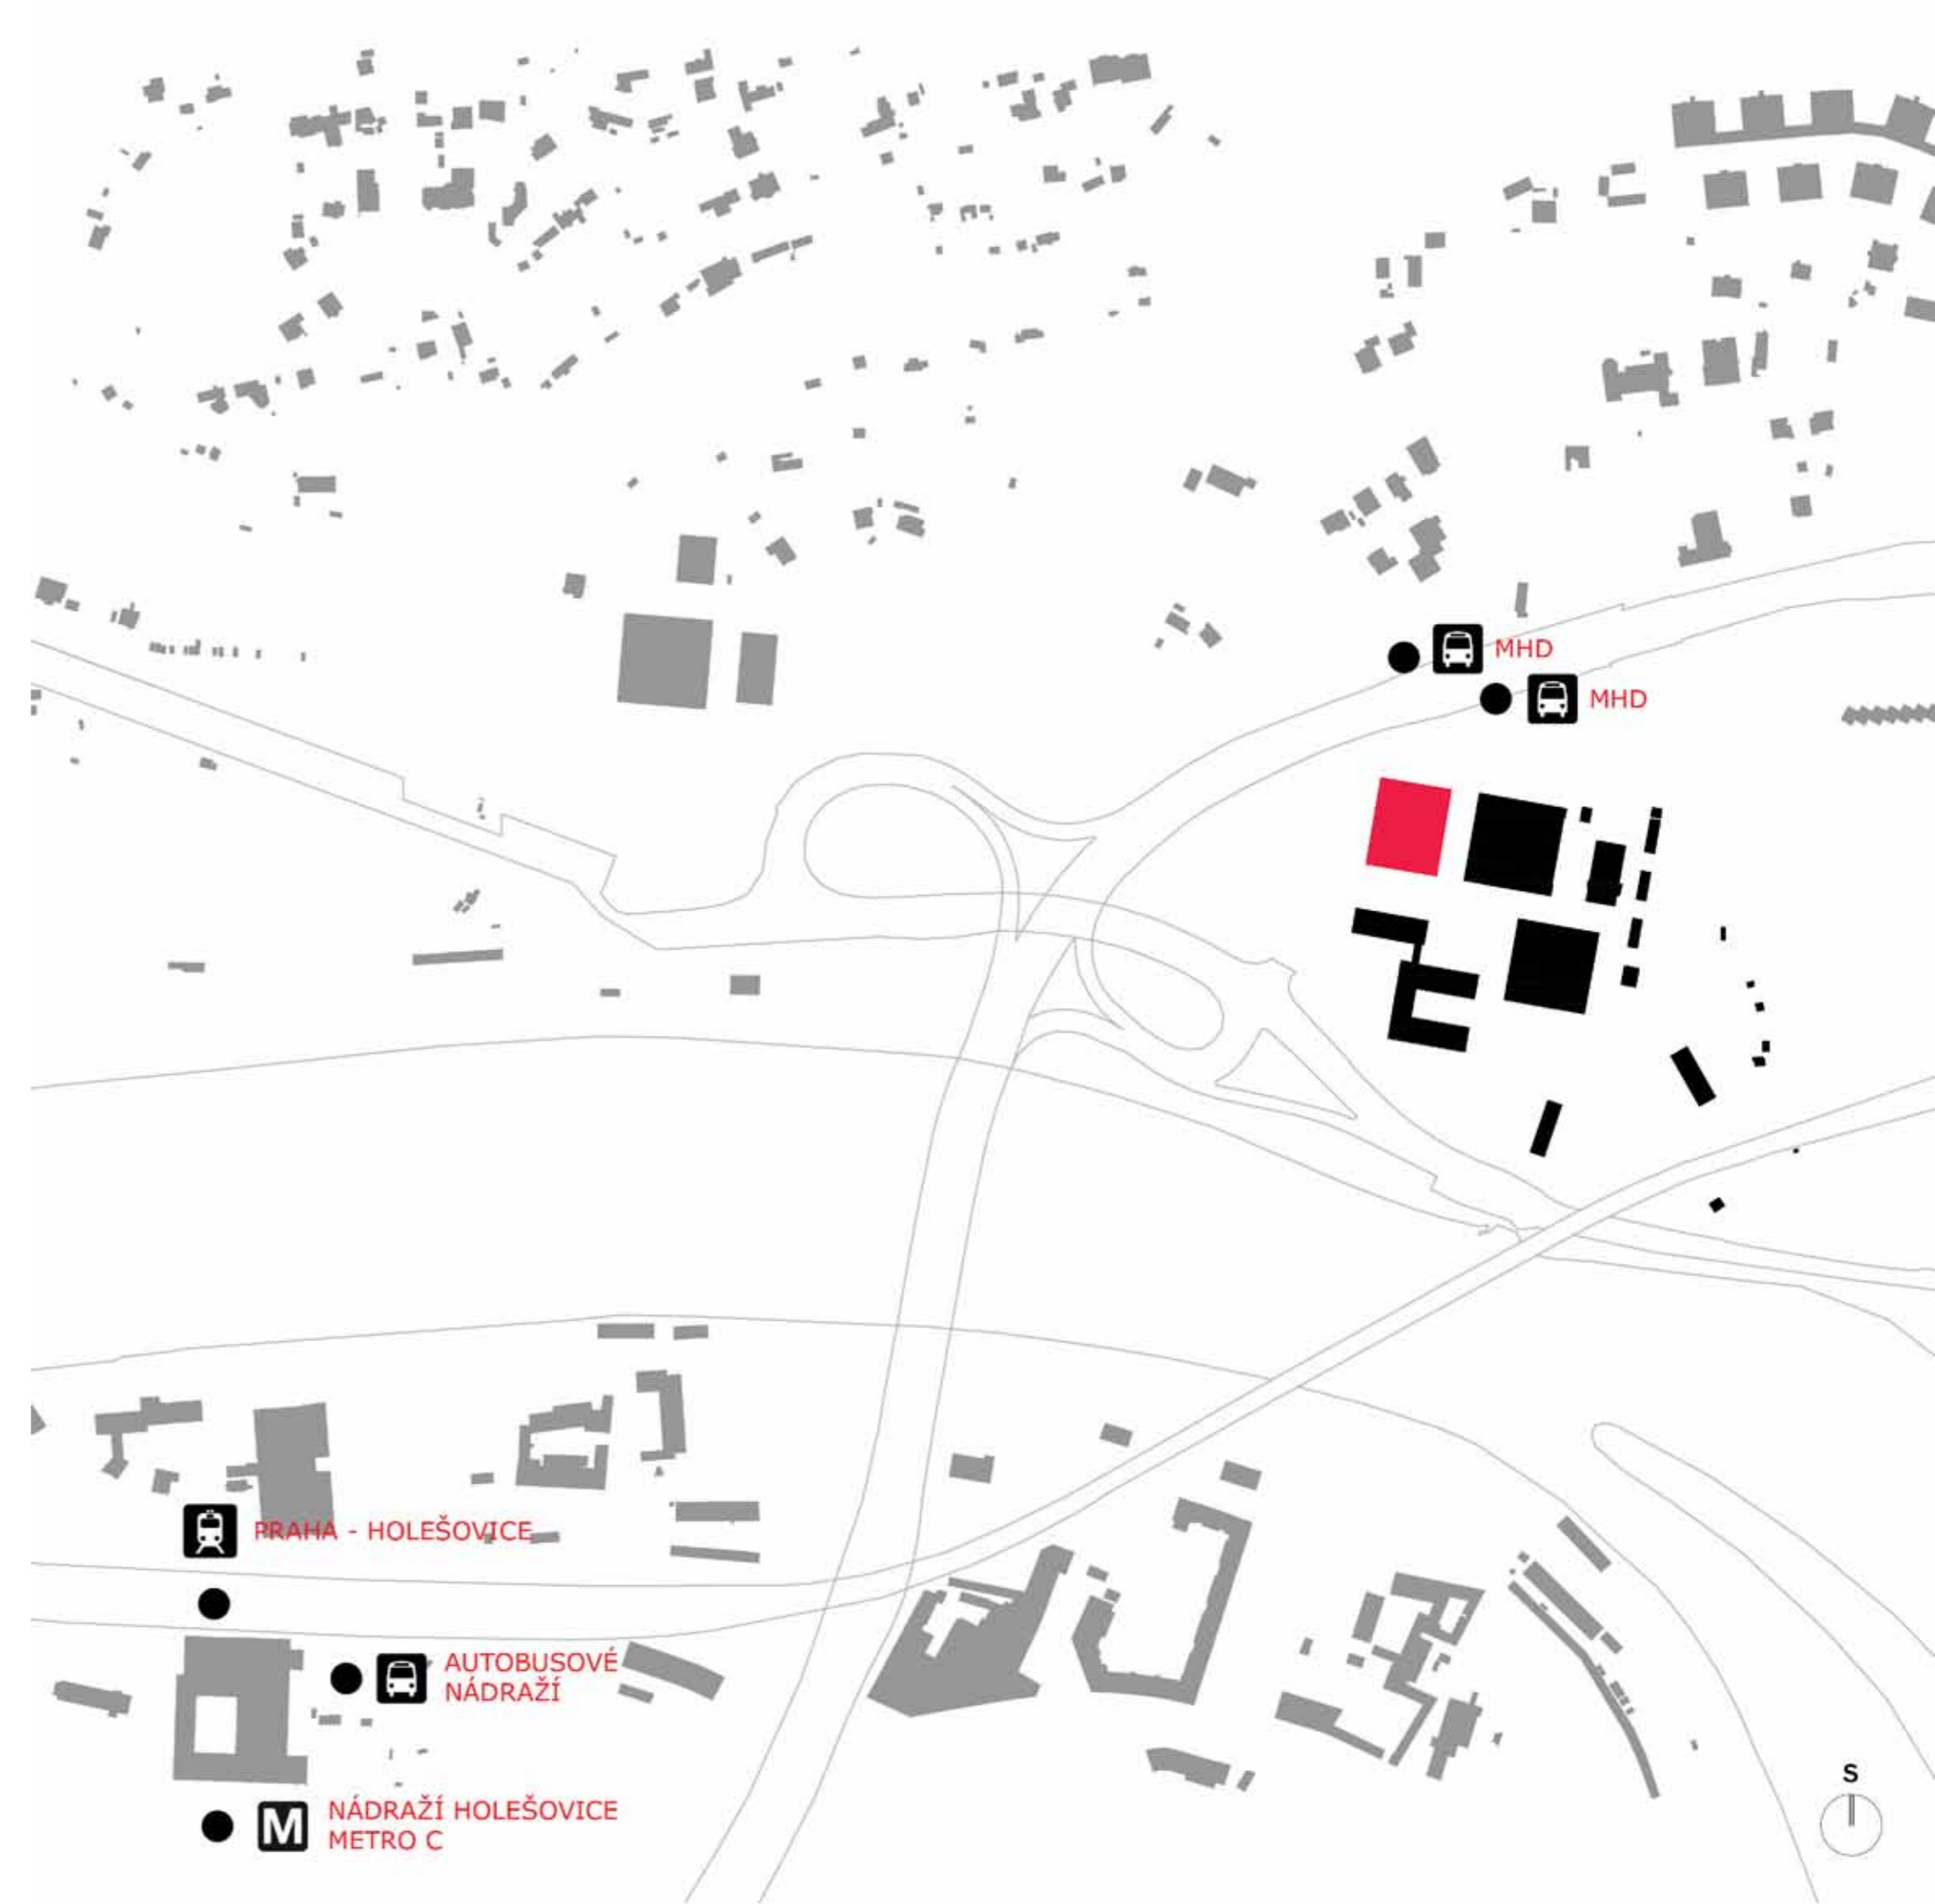 MHD
MHD
PRAHA - HOLEŠOVICE
AUTOBUSOVÉ
NÁDRAŽÍ
NÁDRAŽÍ HOLEŠOVICE
METRO C
M
S